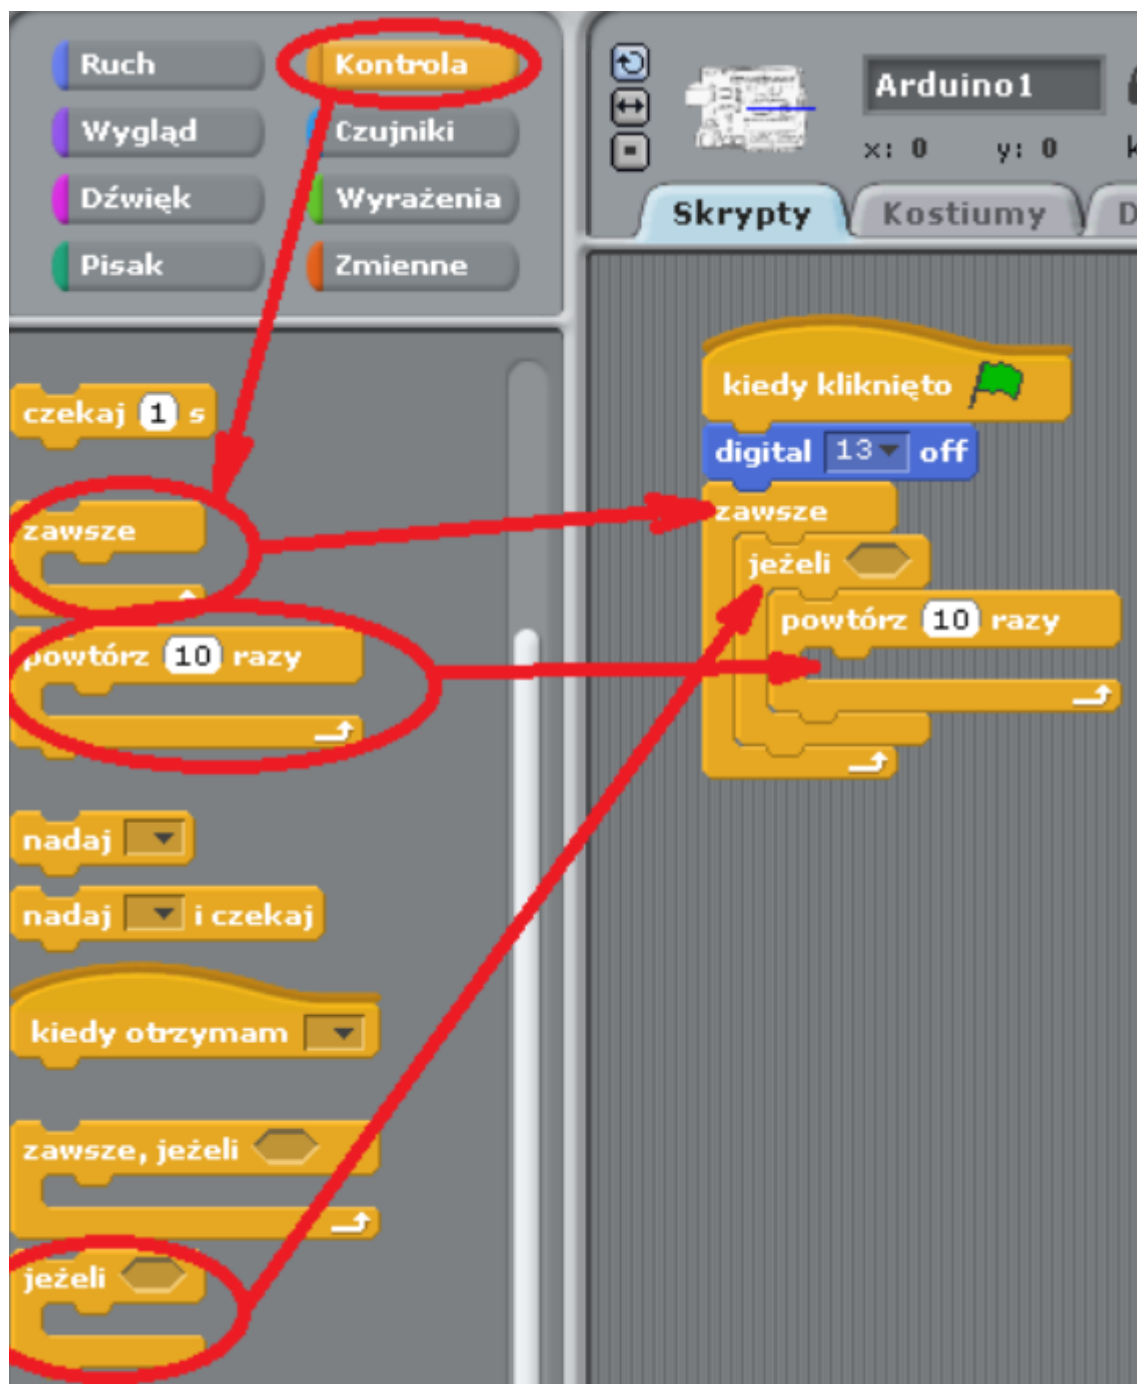 Ruch
Kontrola
Wygląd
Czujniki
Dźwięk
Wyrażenia
Pisak
Zmienne
czekaj 1 s
zawsze
powtórz 10 razy
nadaj
nadaj i czekaj
kiedy otrzymam
zawsze, jeżeli
jeżeli
Arduino1
x: 0 y: 0 k
Skrypty
Kostiumy
D
kiedy kliknięto
digital 13 off
zawsze
jeżeli
powtórz 10 razy